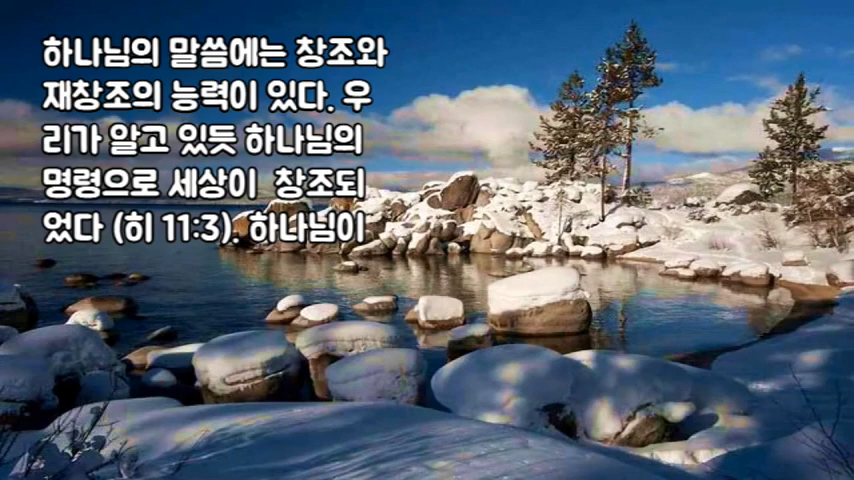 하나님의 말씀에는 창조와
재창조의 능력이 있다. 우
리가 알고 있듯 하나님의
명령으로 세상이  창조되
었다 (히 11:3). 하나님이